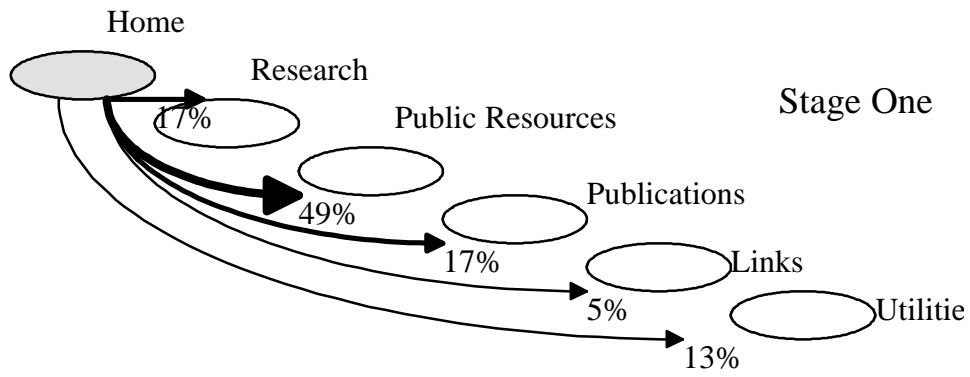 Home
Research
Stage One
17%
Public Resources
Publications
49%
17%
Links
5%
Utilitie
13%